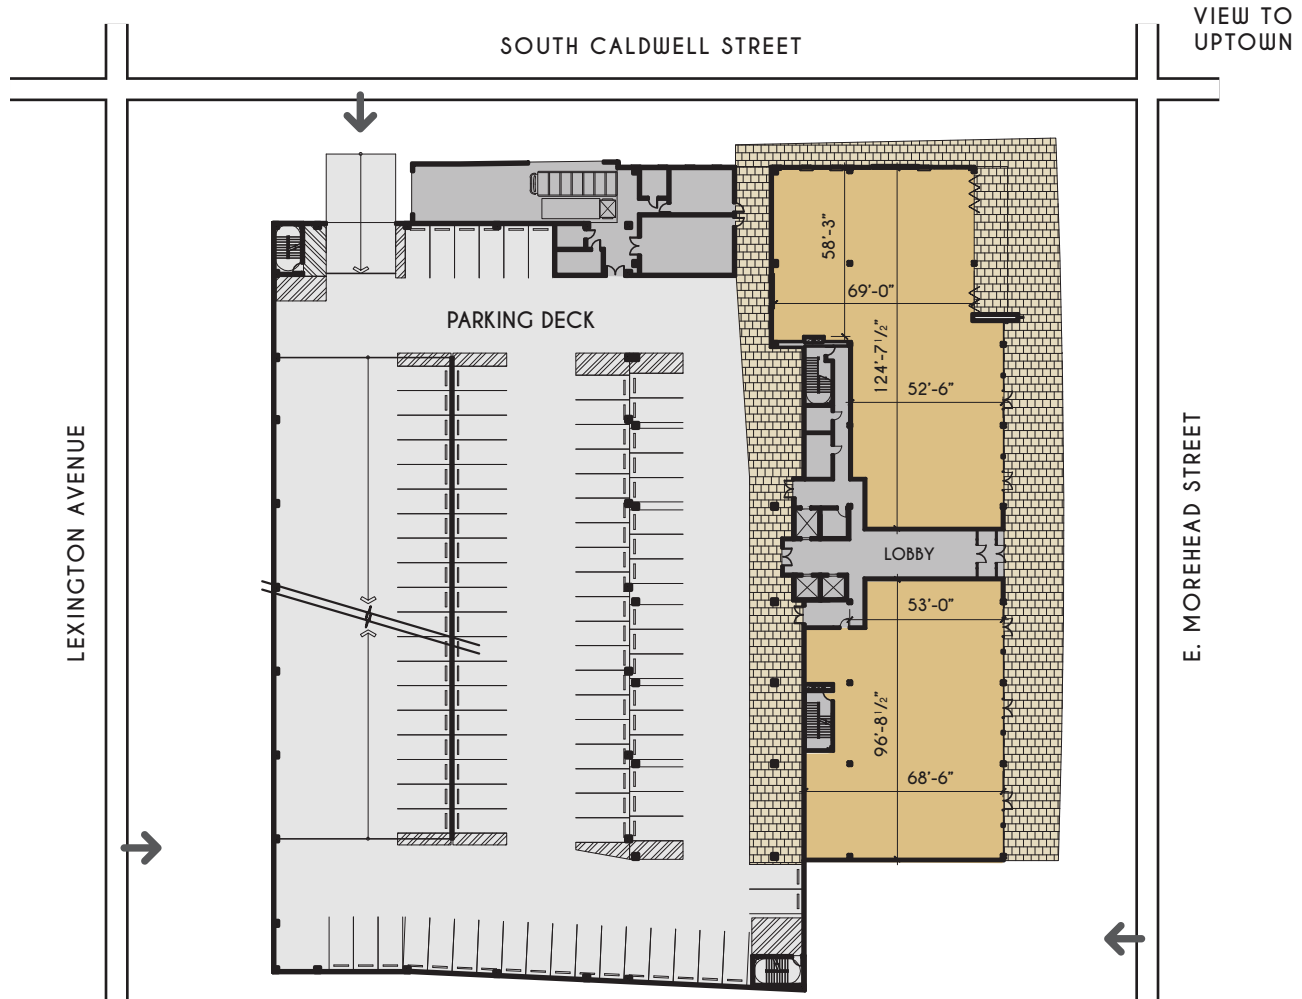 VIEW TO
UPTOWN
SOUTH CALDWELL STREET
58'-3"
69'-0"
PARKING DECK
124'-7 1/2"
52'-6"
LEXINGTON AVENUE
E. MOREHEAD STREET
LOBBY
53'-0"
96'-8 1/2"
68'-6"